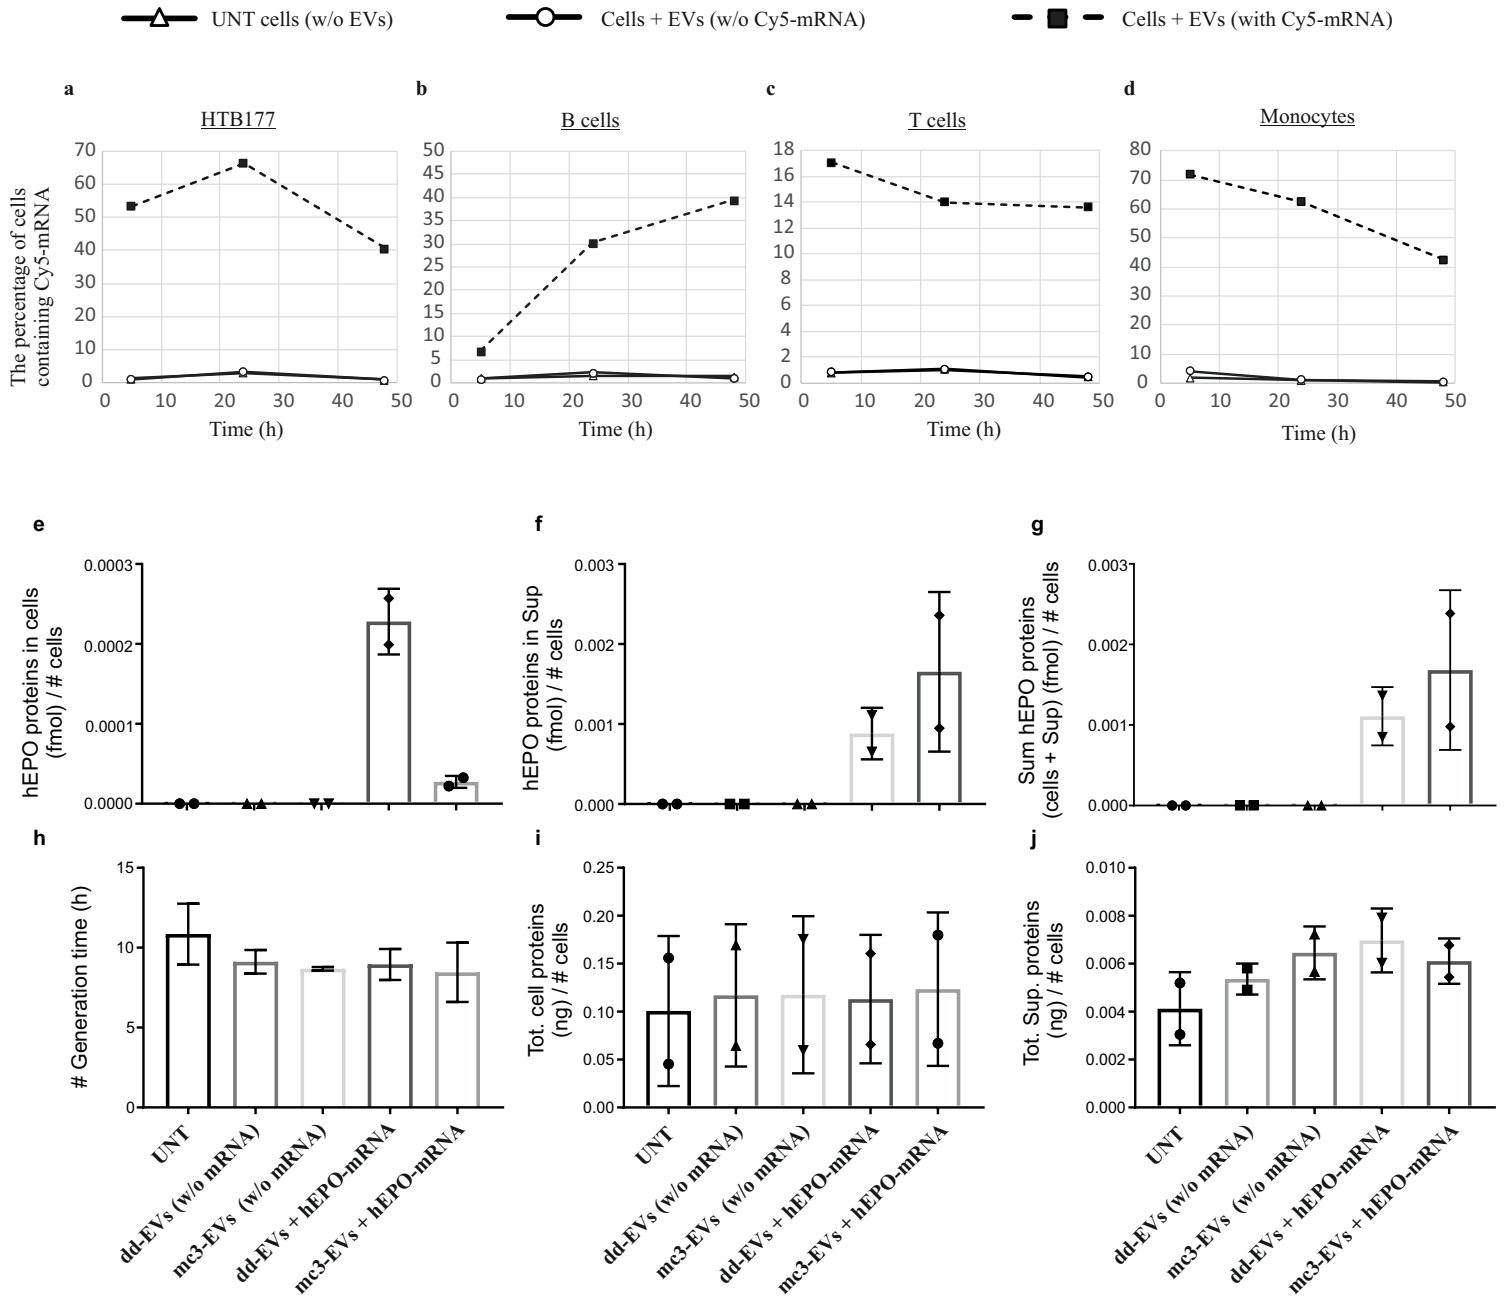 UNT cells (w/o EVs)
Cells + EVs (w/o Cy5-mRNA)
Cells + EVs (with Cy5-mRNA)
a
b
c
d
HTB177
B cells
T cells
Monocytes
The percentage of cells
containing Cy5-mRNA
70
60
50
40
30
20
10
0
0 10 20 30 40 50
Time (h)
50
45
40
35
30
25
20
15
10
5
0
0 10 20 30 40 50
Time (h)
18
16
14
12
10
8
6
4
2
0
0 10 20 30 40 50
Time (h)
80
70
60
50
40
30
20
10
0
0 10 20 30 40 50
Time (h)
e
hEPO proteins in cells
(fmol) / # cells
0.0003
0.0002
0.0001
0.0000
f
hEPO proteins in Sup
(fmol) / # cells
0.003
0.002
0.001
0.000
g
Sum hEPO proteins
(cells + Sup) (fmol) / # cells
0.003
0.002
0.001
0.000
h
# Generation time (h)
15
10
5
0
UNT
dd-EVs (w/o mRNA)
mc3-EVs (w/o mRNA)
dd-EVs + hEPO-mRNA
mc3-EVs + hEPO-mRNA
i
Tot. cell proteins
(ng) / # cells
0.25
0.20
0.15
0.10
0.05
0.00
UNT
dd-EVs (w/o mRNA)
mc3-EVs (w/o mRNA)
dd-EVs + hEPO-mRNA
mc3-EVs + hEPO-mRNA
j
Tot. Sup. proteins
(ng) / # cells
0.010
0.008
0.006
0.004
0.002
0.000
UNT
dd-EVs (w/o mRNA)
mc3-EVs (w/o mRNA)
dd-EVs + hEPO-mRNA
mc3-EVs + hEPO-mRNA